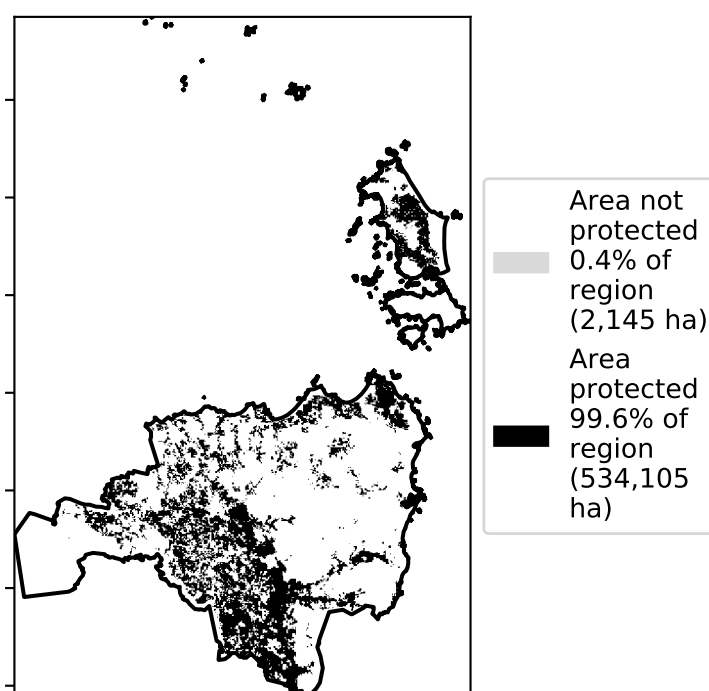 Area not
protected
0.4% of
region
(2,145 ha)
Area
protected
99.6% of
region
(534,105
ha)